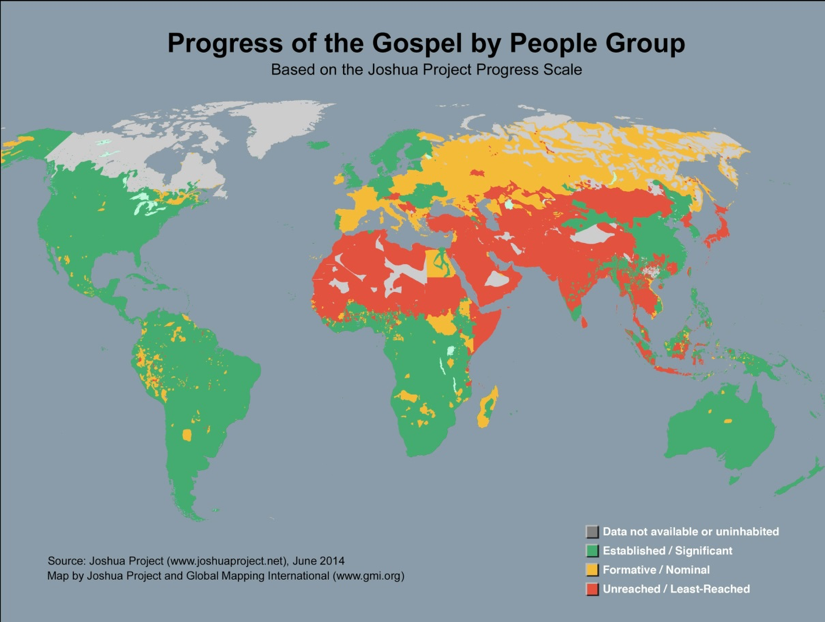 Progress of the Gospel by People Group
Based on the Joshua Project Progress Scale
Data not available or uninhabited
Established / Significant
Formative / Nominal
Unreached / Least-Reached
Source: Joshua Project (www.joshuaproject.net), June 2014
Map by Joshua Project and Global Mapping International (www.gmi.org)